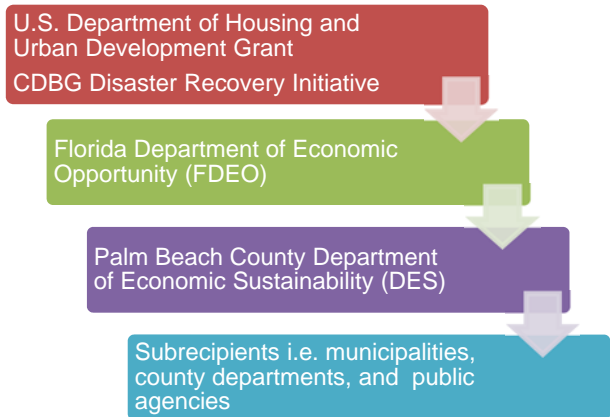 U.S. Department of Housing and
Urban Development Grant
CDBG Disaster Recovery Initiative
Florida Department of Economic
Opportunity (FDEO)
Palm Beach County Department
of Economic Sustainability (DES)
Subrecipients i.e. municipalities,
county departments, and public
agencies